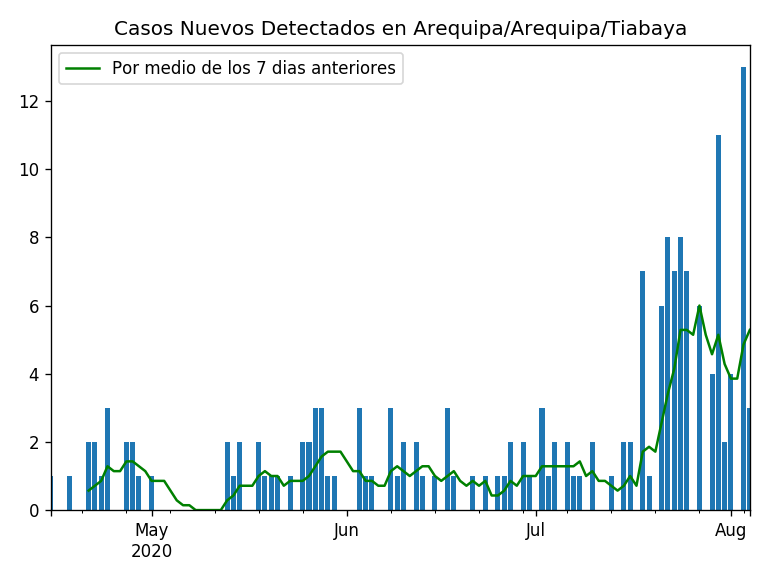 Casos Nuevos Detectados en Arequipa/Arequipa/Tiabaya
Por medio de los 7 dias anteriores
12
10
8
6
4
2
0
May Jun Jul Aug
2020